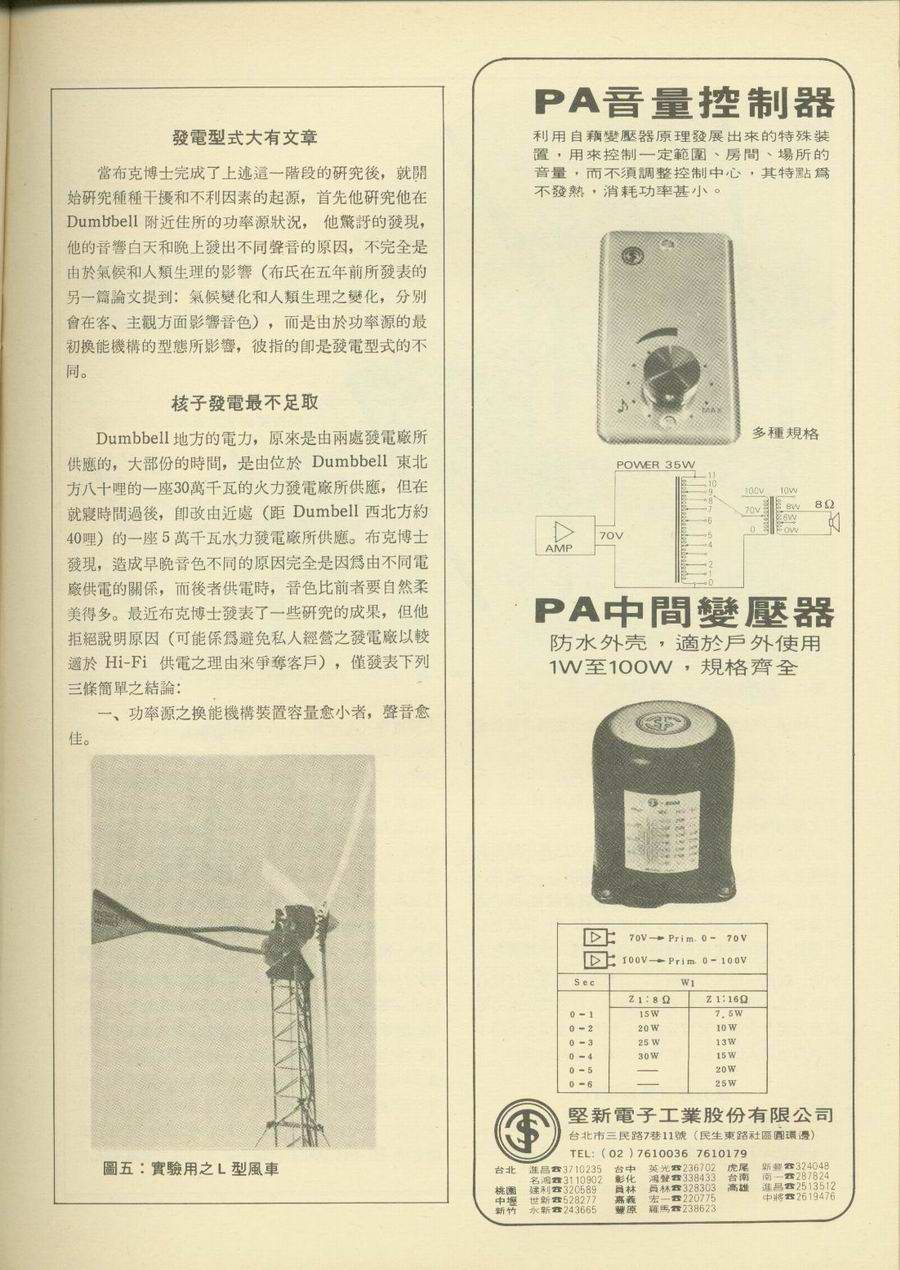 發電型式大有文章
當布克博士完成了上述這一階段的研究後，就開
始研究種種干擾和不利因素的起源，首先他研究他在
Dumbbell 附近住所的功率源狀況， 他驚訝的發現，
他的音響白天和晚上發出不同聲音的原因，不完全是
由於氣候和人類生理的影響（布氏在五年前所發表的
另一篇論文提到：氣候變化和人類生理之變化，分別
會在客、主觀方面影響音色），而是由於功率源的最
初換能機構的型態所影響，彼指的卽是發電型式的不
同。
核子發電最不足取
Dumbbell 地方的電力，原來是由兩處發電廠所
供應的，大部份的時間，是由位於 Dumbbell 東北
方八十哩的一座30萬千瓦的火力發電廠所供應，但在
就寢時間過後，卽改由近處（距 Dumbell 西北方約
40哩）的一座５萬千瓦水力發電廠所供應。布克博士
發現，造成早晚音色不同的原因完全是因爲由不同電
廠供電的關係，而後者供電時，音色比前者要自然柔
美得多。最近布克博士發表了一些研究的成果，但他
拒絕說明原因（可能係爲避免私人經營之發電廠以較
適於 Hi-Fi 供電之理由來爭奪客戶），僅發表下列
三條簡單之結論：
一、功率源之換能機構裝置容量愈小者，聲音愈
佳。
圖五：實驗用之Ｌ型風車
PA音量控制器
利用自耦變壓器原理發展出來的特殊裝
置，用來控制一定範圍、房間、場所的
音量，而不須調整控制中心，其特點爲
不發熱，消耗功率甚小。
MAX
多種規格
POWER 35W
AMP
70V
11
10
9
8
7
6
5
4
3
2
1
0
100V
70V
0
10W
8W
6W
0W
8Ω
PA中間變壓器
防水外壳，適於戶外使用
1W至100W，規格齊全
70V→Prim. 0－ 70V
100V→Prim. 0－100V
Sec W1
Z1：8Ω Z1：16Ω
0－1 15W 7.5W
0－2 20W 10W
0－3 25W 13W
0－4 30W 15W
0－5 —— 20W
0－6 —— 25W
堅新電子工業股份有限公司
台北市三民路7巷11號（民生東路社區圓環邊）
TEL:（02）7610036 7610179
台北 進昌☎3710235 台中 英光☎236702 虎尾 新豐☎324048
名鴻☎3110902 彰化 鴻聲☎338433 台南 南一☎287824
桃園 建利☎320589 員林 員林☎328303 高雄 進昌☎2513512
中壢 世新☎528277 嘉義 宏一☎220775 中將☎2619476
新竹 永新☎243665 豐原 羅馬☎238623